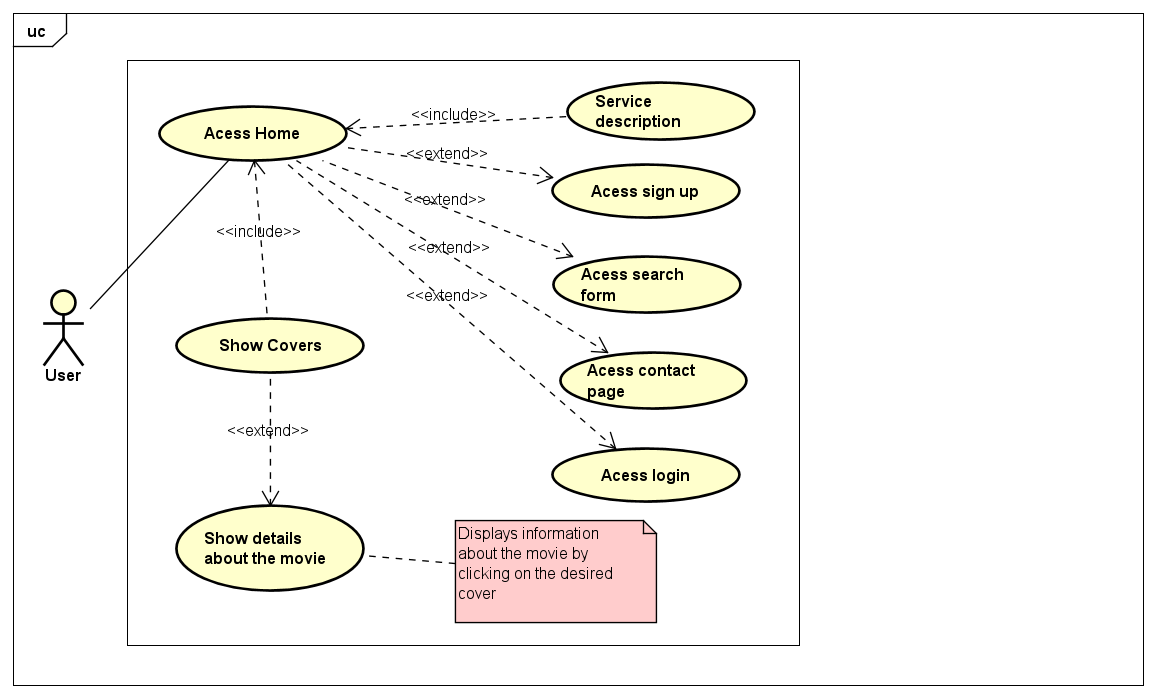 uc
Acess Home
<<include>>
Service
description
<<extend>>
Acess sign up
<<extend>>
<<include>>
<<extend>>
Acess search
form
<<extend>>
Show Covers
Acess contact
page
User
<<extend>>
Acess login
Show details
about the movie
Displays information
about the movie by
clicking on the desired
cover